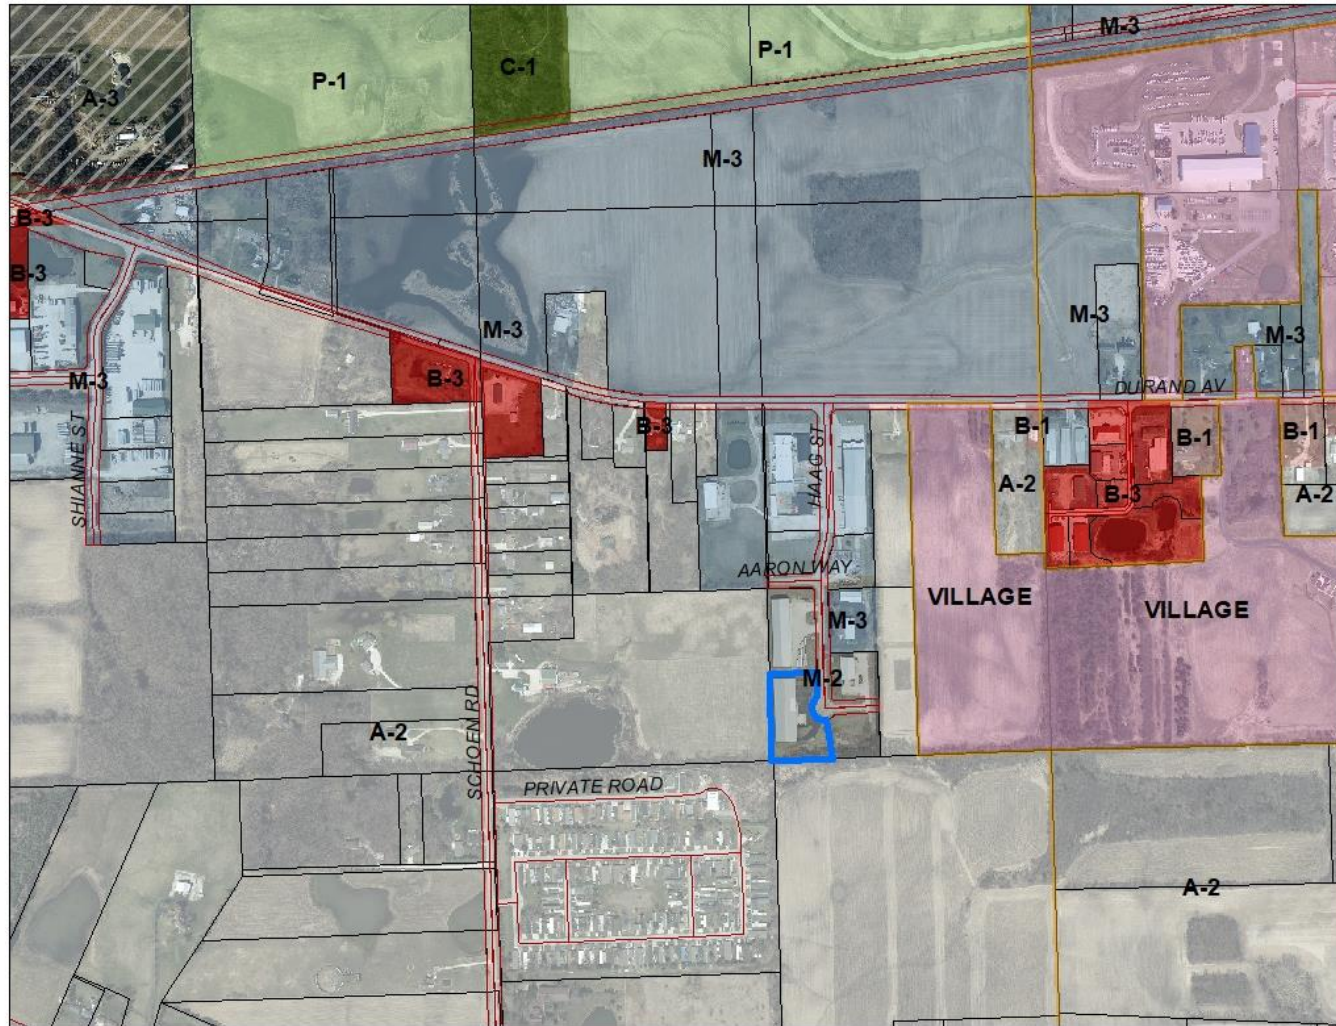 M-3
C-1
P-1
P-1
A-3
M-3
B-3
B-3
M-3
M-3
M-3
M-3
B-3
DURAND AV
B-3
B-1
B-1
B-1
SHIANNE ST
HAAG ST
A-2
B-3
A-2
AARON WAY
VILLAGE
VILLAGE
M-3
M-2
A-2
SCHOEN RD
PRIVATE ROAD
A-2